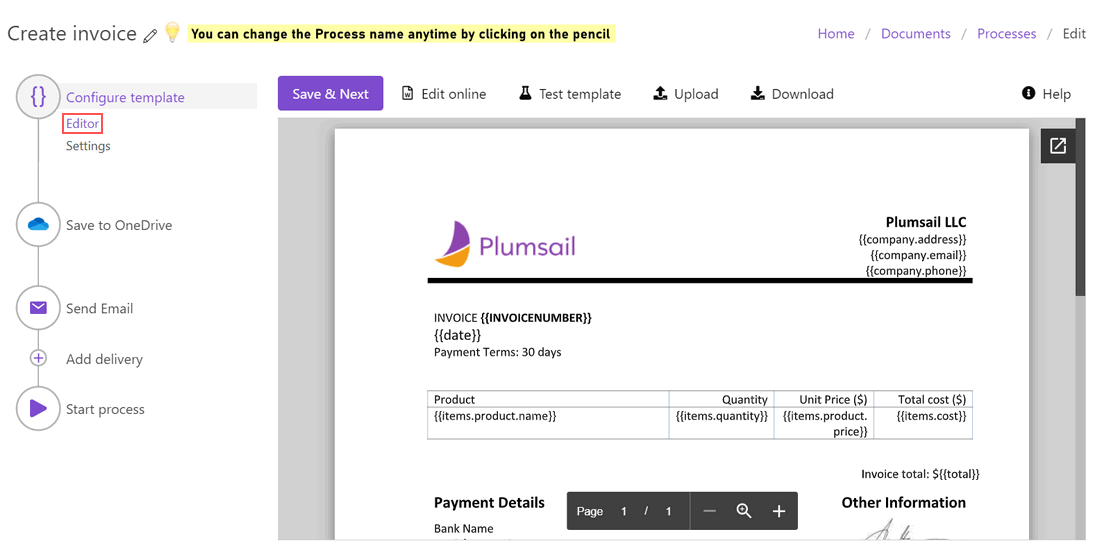 Create invoice
You can change the Process name anytime by clicking on the pencil
Home / Documents / Processes / Edit
{} Configure template
Editor
Settings
Save to OneDrive
Send Email
Add delivery
Start process
Save & Next
Edit online
Test template
Upload
Download
Help
Plumsail
Plumsail LLC
{{company.address}}
{{company.email}}
{{company.phone}}
INVOICE {{INVOICENUMBER}}
{{date}}
Payment Terms: 30 days
Product Quantity Unit Price ($) Total cost ($)
{{items.product.name}} {{items.quantity}} {{items.product. {{items.cost}}
price}}
Invoice total: ${{total}}
Payment Details
Other Information
Bank Name
Page 1 / 1